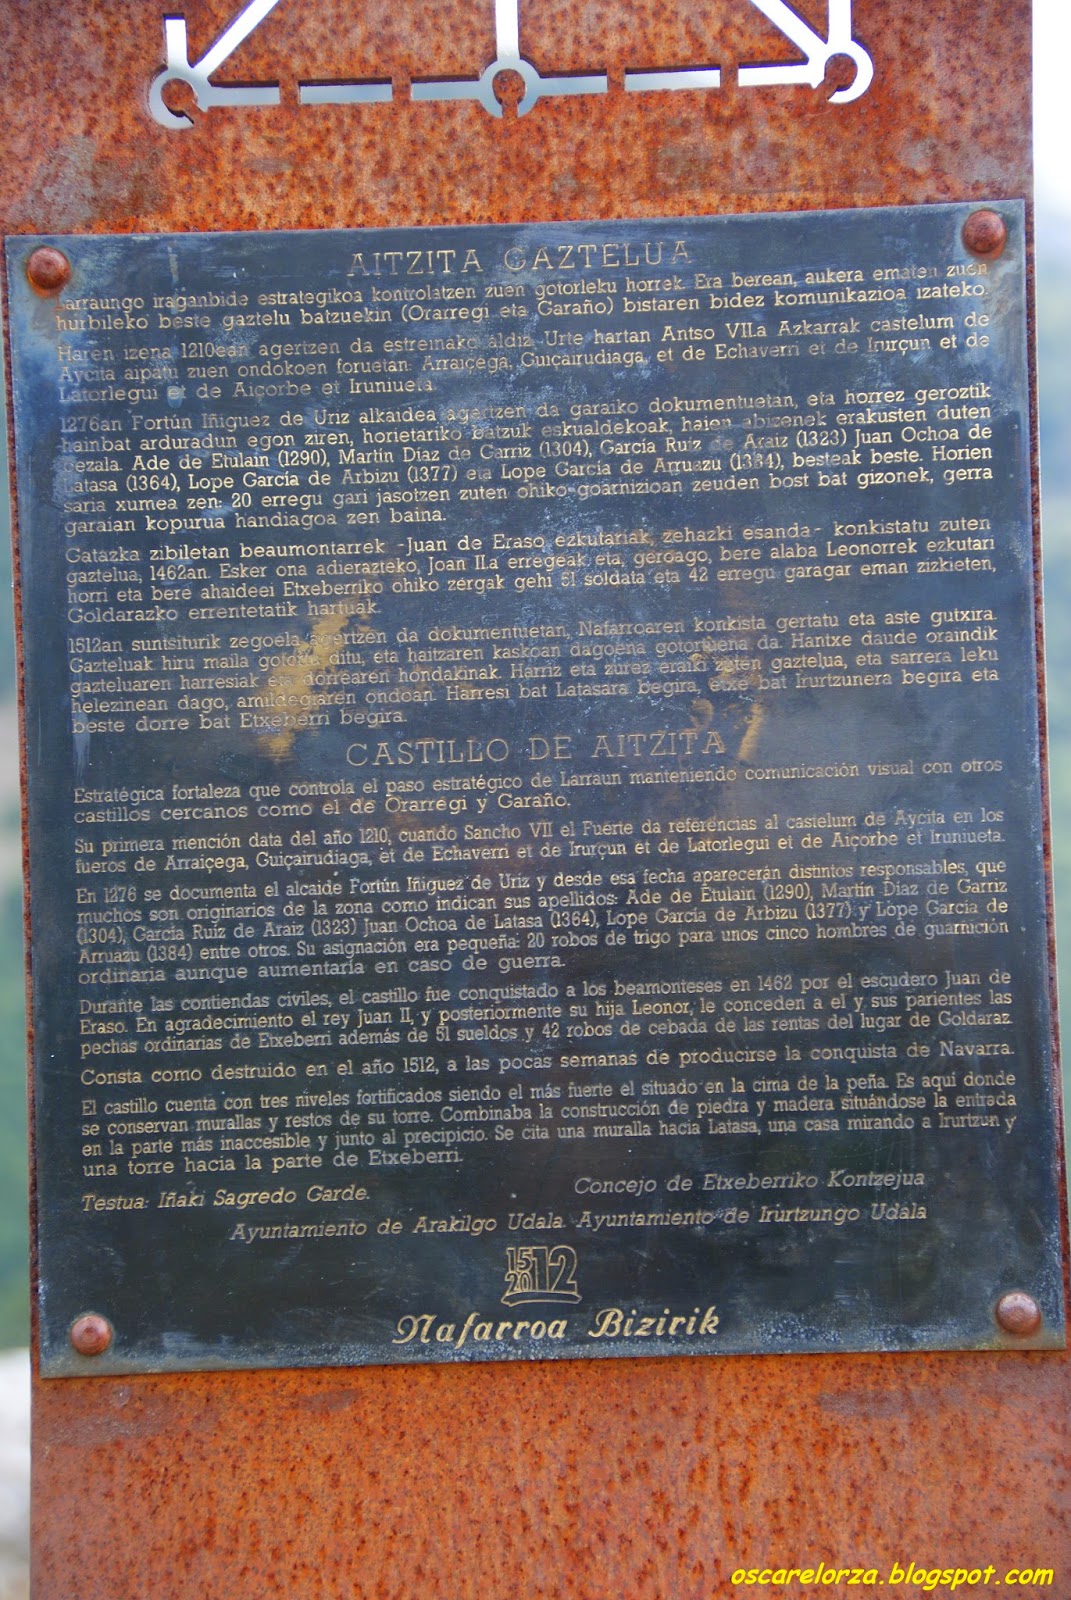 AITZITA GAZTELUA
Larraungo iraganbide estrategikoa kontrolatzen zuen gotorleku horrek. Era berean, aukera ematen zuen
hurbileko beste gaztelu batzuekin (Orarregi eta Garaño) bistaren bidez komunikazioa izateko.
Haren izena 1210ean agertzen da estreinako aldiz. Urte hartan Antso VII.a Azkarrak castelum de
Aycita aipatu zuen ondokoen foruetan: Arraiçega, Guiçairudiaga, et de Echaverri et de Irurçun et de
Latorlegui et de Aiçorbe et Iruniueta.
1276an Fortún Iñiguez de Uriz alkaidea agertzen da garaiko dokumentuetan, eta horrez geroztik
hainbat arduradun egon ziren, horietariko batzuk eskualdekoak, haien abizenek erakusten duten
bezala. Ade de Etulain (1290), Martín Díaz de Garriz (1304), García Ruiz de Araiz (1323) Juan Ochoa de
Latasa (1364), Lope García de Arbizu (1377) eta Lope García de Arruazu (1384), besteak beste. Horien
saria xumea zen: 20 erregu gari jasotzen zuten ohiko goarnizioan zeuden bost bat gizonek, gerra
garaian kopurua handiagoa zen baina.
Gatazka zibiletan beaumontarrek -Juan de Eraso ezkutariak, zehazki esanda- konkistatu zuten
gaztelua, 1462an. Esker ona adierazteko, Joan II.a erregeak eta, geroago, bere alaba Leonorrek ezkutari
horri eta bere ahaideei Etxeberriko ohiko zergak gehi 51 soldata eta 42 erregu garagar eman zizkieten,
Goldarazko errentetatik hartuak.
1512an suntsiturik zegoela agertzen da dokumentuetan, Nafarroaren konkista gertatu eta aste gutxira.
Gazteluak hiru maila gotortu ditu, eta haitzaren kaskoan dagoena gotortuena da. Hantxe daude oraindik
gazteluaren harresiak eta dorrearen hondakinak. Harriz eta zurez eraiki zuten gaztelua, eta sarrera leku
helezinean dago, amildegiaren ondoan. Harresi bat Latasara begira, etxe bat Irurtzunera begira eta
beste dorre bat Etxeberri begira.
CASTILLO DE AITZITA
Estratégica fortaleza que controla el paso estratégico de Larraun manteniendo comunicación visual con otros
castillos cercanos como el de Orarregi y Garaño.
Su primera mención data del año 1210, cuando Sancho VII el Fuerte da referencias al castelum de Aycita en los
fueros de Arraiçega, Guiçairudiaga, et de Echaverri et de Irurçun et de Latorlegui et de Aiçorbe et Iruniueta.
En 1276 se documenta el alcaide Fortún Iñiguez de Uriz y desde esa fecha aparecerán distintos responsables, que
muchos son originarios de la zona como indican sus apellidos: Ade de Etulain (1290), Martín Díaz de Garriz
(1304), García Ruiz de Araiz (1323) Juan Ochoa de Latasa (1364), Lope García de Arbizu (1377) y Lope García de
Arruazu (1384) entre otros. Su asignación era pequeña: 20 robos de trigo para unos cinco hombres de guarnición
ordinaria aunque aumentaría en caso de guerra.
Durante las contiendas civiles, el castillo fue conquistado a los beamonteses en 1462 por el escudero Juan de
Eraso. En agradecimiento el rey Juan II, y posteriormente su hija Leonor, le conceden a el y sus parientes las
pechas ordinarias de Etxeberri además de 51 sueldos y 42 robos de cebada de las rentas del lugar de Goldaraz.
Consta como destruido en el año 1512, a las pocas semanas de producirse la conquista de Navarra.
El castillo cuenta con tres niveles fortificados siendo el más fuerte el situado en la cima de la peña. Es aquí donde
se conservan murallas y restos de su torre. Combinaba la construcción de piedra y madera situándose la entrada
en la parte más inaccesible y junto al precipicio. Se cita una muralla hacia Latasa, una casa mirando a Irurtzun y
una torre hacia la parte de Etxeberri.
Testua: Iñaki Sagredo Garde. Concejo de Etxeberriko Kontzejua
Ayuntamiento de Arakilgo Udala. Ayuntamiento de Irurtzungo Udala
1512
2012
Nafarroa Bizirik
oscarelorza.blogspot.com